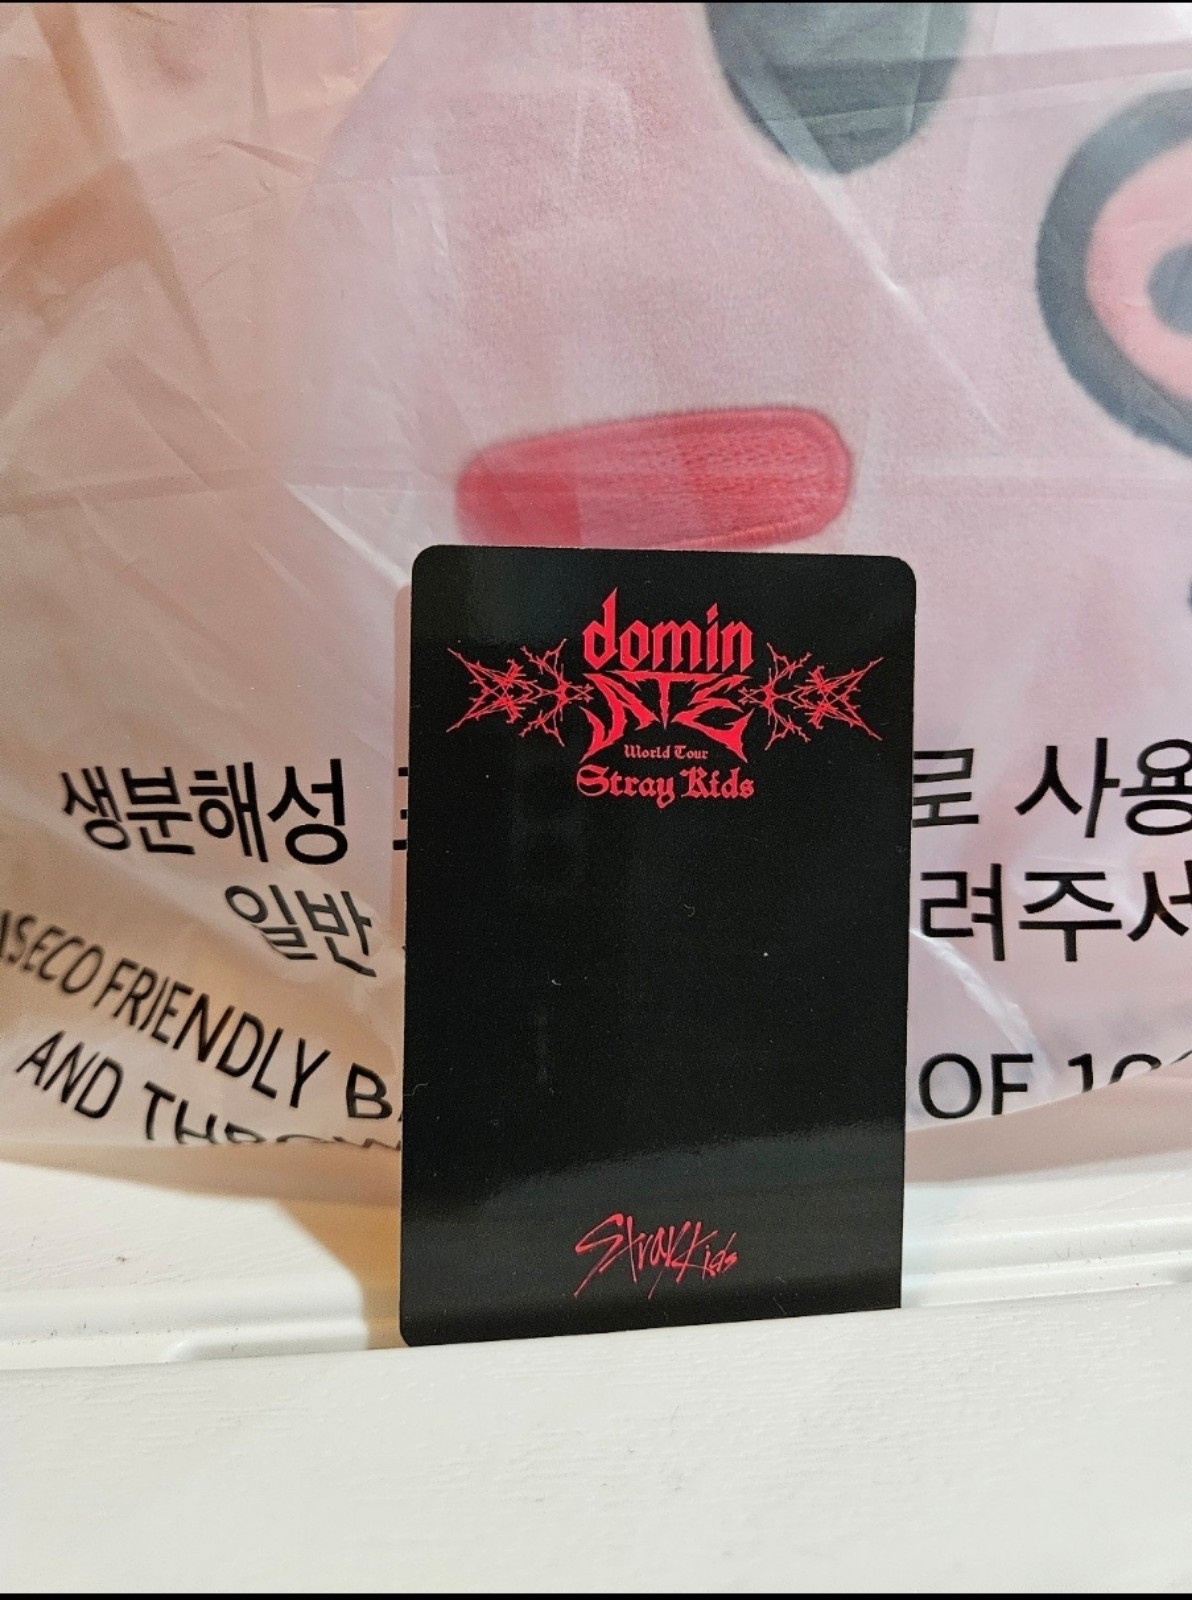 domin
ATE
World Tour
Stray Kids
생분해성 로 사용
일반 려주서
ECO FRIENDLY OF
AND
Stray Kids